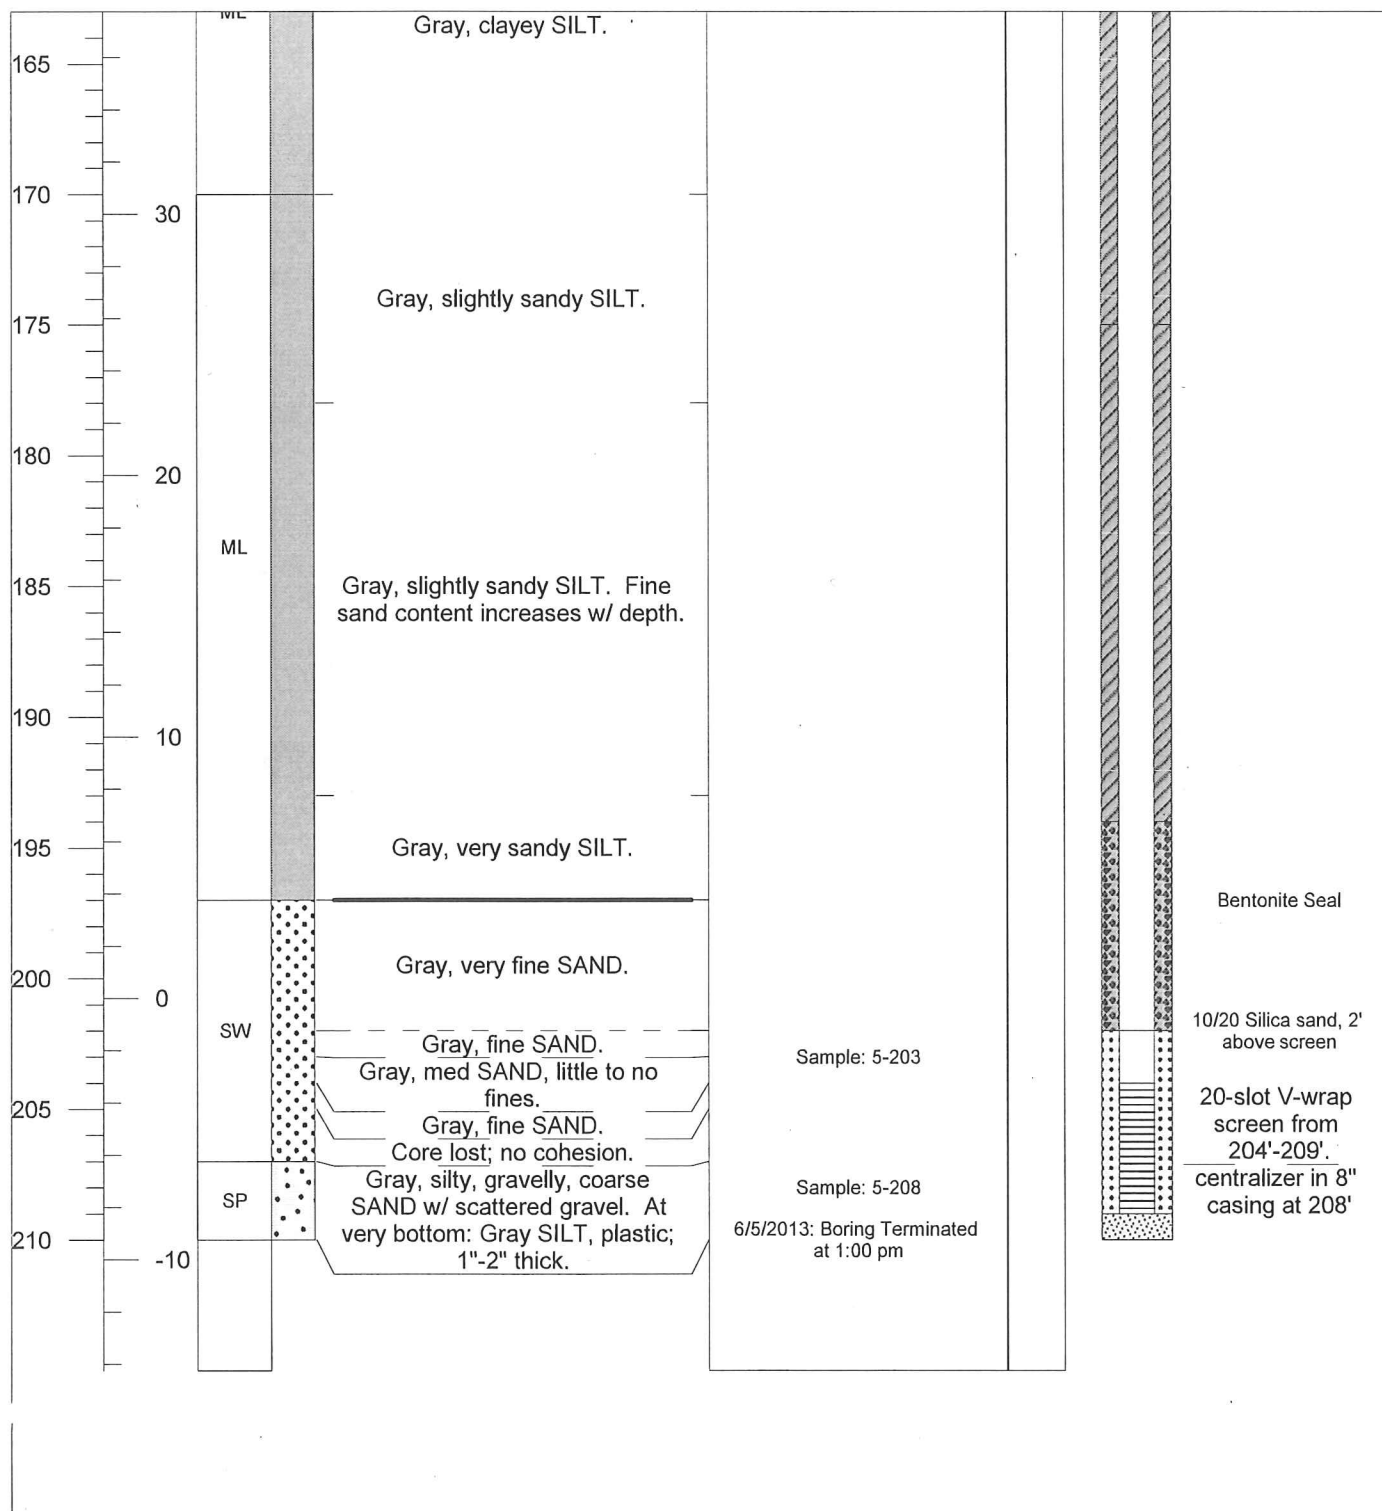 ML
Gray, clayey SILT.
165
170
30
175
Gray, slightly sandy SILT.
180
20
ML
185
Gray, slightly sandy SILT. Fine
sand content increases w/ depth.
190
10
195
Gray, very sandy SILT.
Bentonite Seal
200
Gray, very fine SAND.
0
SW
10/20 Silica sand, 2'
above screen
Gray, fine SAND.
Sample: 5-203
Gray, med SAND, little to no
fines.
205
Gray, fine SAND.
Core lost; no cohesion.
20-slot V-wrap
screen from
204'-209'.
centralizer in 8"
casing at 208'
SP
Gray, silty, gravelly, coarse
SAND w/ scattered gravel. At
very bottom: Gray SILT, plastic;
1"-2" thick.
Sample: 5-208
6/5/2013: Boring Terminated
at 1:00 pm
210
-10